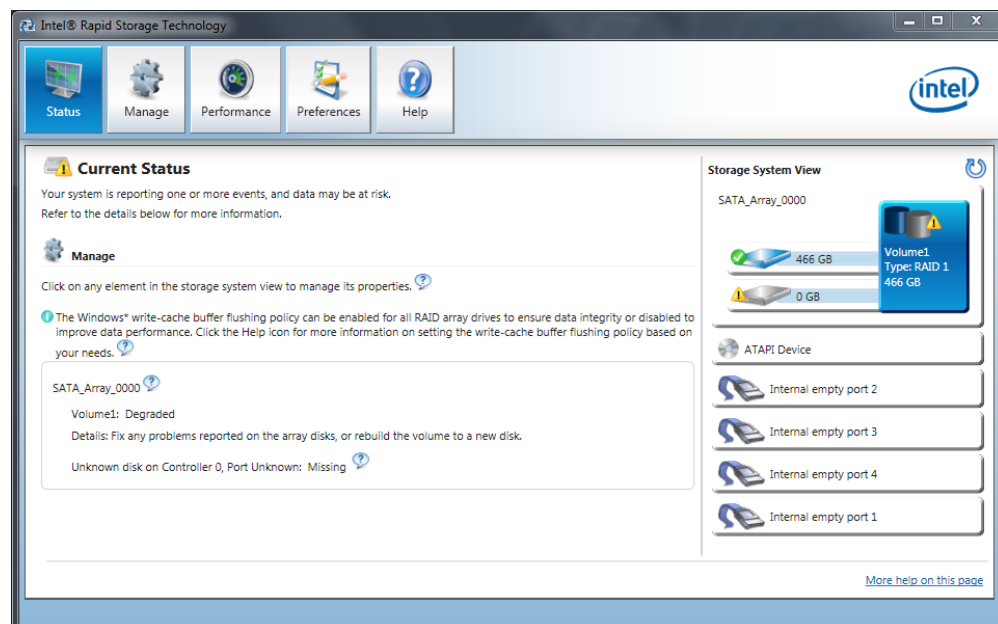 Intel® Rapid Storage Technology
Status
Manage
Performance
Preferences
Help
intel
Current Status
Your system is reporting one or more events, and data may be at risk.
Refer to the details below for more information.
Manage
Click on any element in the storage system view to manage its properties.
The Windows* write-cache buffer flushing policy can be enabled for all RAID array drives to ensure data integrity or disabled to
improve data performance. Click the Help icon for more information on setting the write-cache buffer flushing policy based on
your needs.
SATA_Array_0000
Volume1: Degraded
Details: Fix any problems reported on the array disks, or rebuild the volume to a new disk.
Unknown disk on Controller 0, Port Unknown: Missing
Storage System View
SATA_Array_0000
466 GB
0 GB
Volume1
Type: RAID 1
466 GB
ATAPI Device
Internal empty port 2
Internal empty port 3
Internal empty port 4
Internal empty port 1
More help on this page